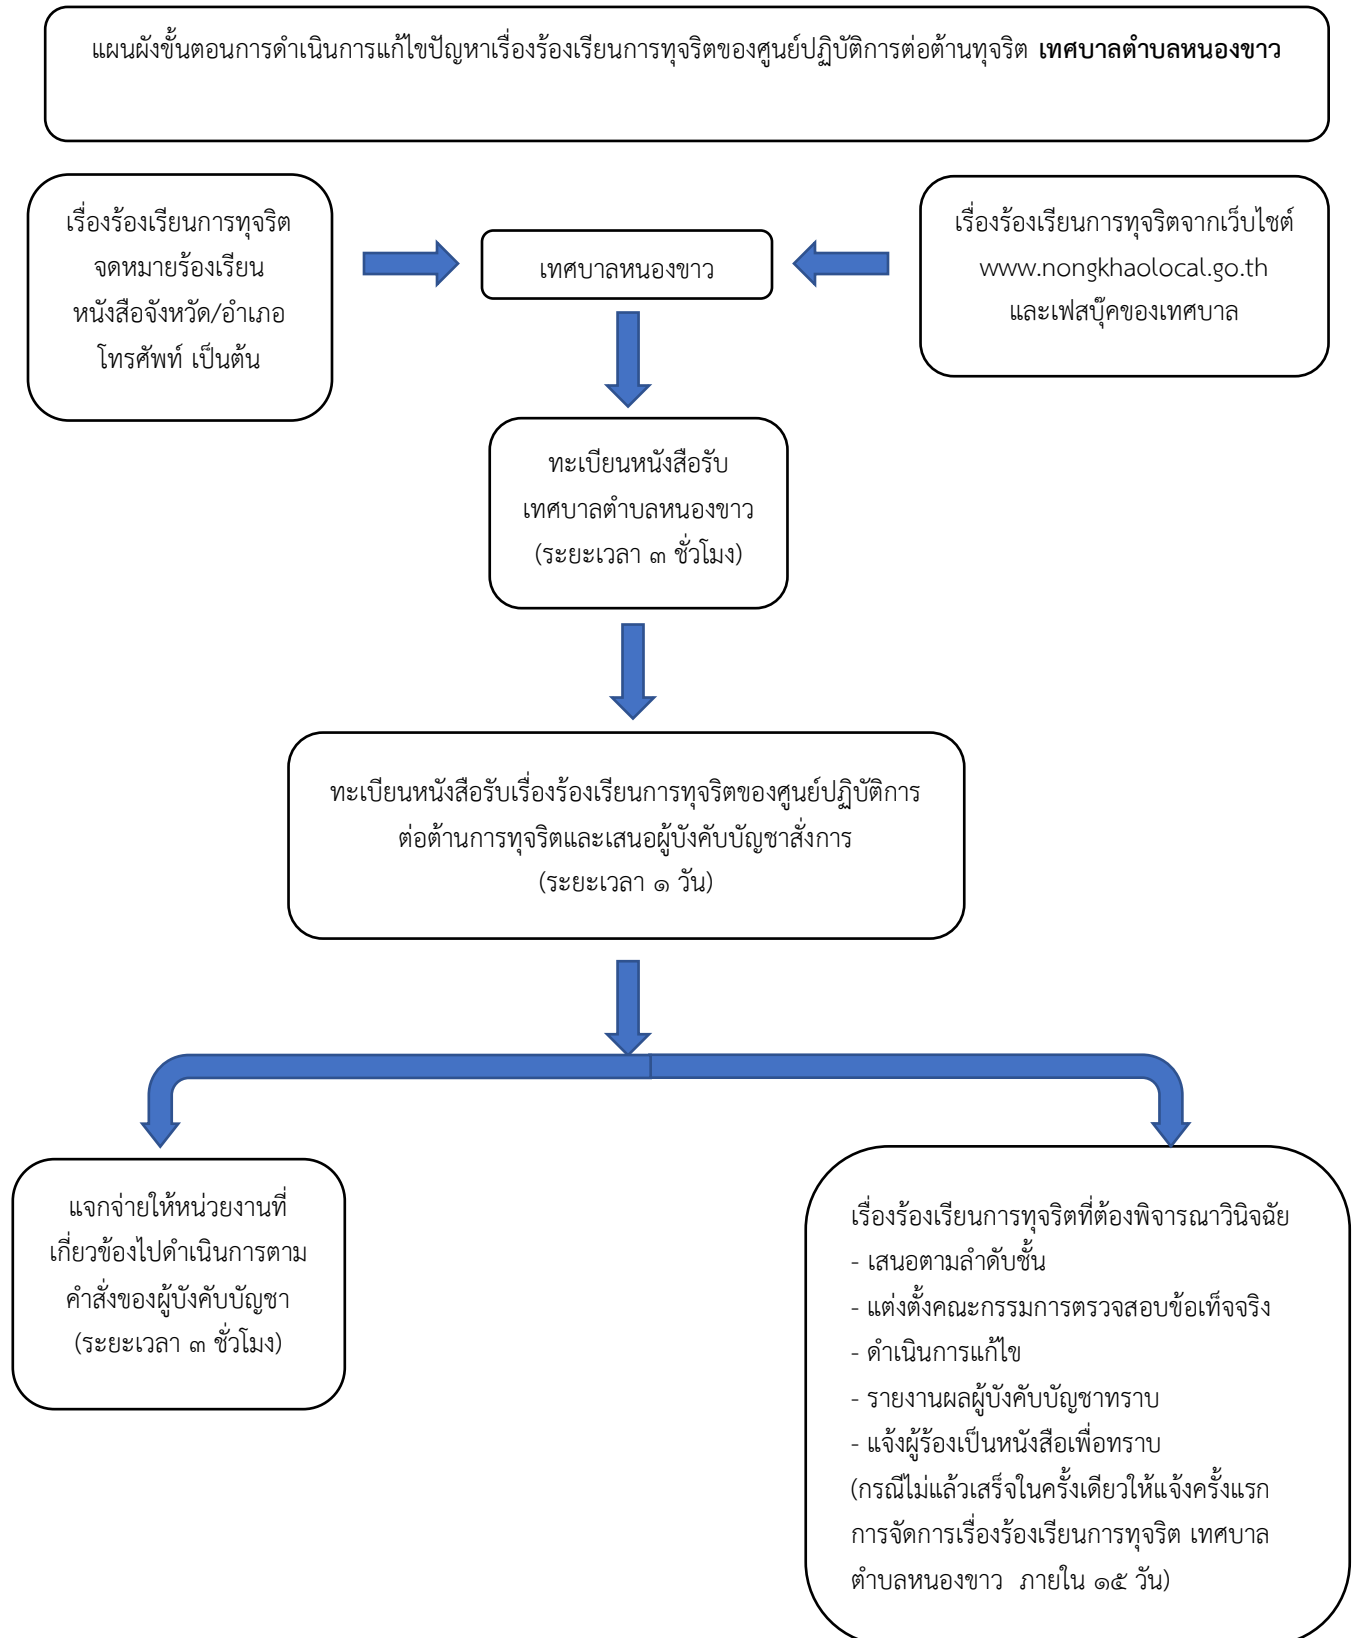 แผนผังขั้นตอนการดำเนินการแก้ไขปัญหาเรื่องร้องเรียนการทุจริตของศูนย์ปฏิบัติการต่อต้านทุจริต เทศบาลตำบลหนองขาว
เรื่องร้องเรียนการทุจริต
จดหมายร้องเรียน
หนังสือจังหวัด/อำเภอ
โทรศัพท์ เป็นต้น
เทศบาลหนองขาว
เรื่องร้องเรียนการทุจริตจากเว็บไซต์
www.nongkhaolocal.go.th
และเฟสบุ๊คของเทศบาล
ทะเบียนหนังสือรับ
เทศบาลตำบลหนองขาว
(ระยะเวลา ๓ ชั่วโมง)
ทะเบียนหนังสือรับเรื่องร้องเรียนการทุจริตของศูนย์ปฏิบัติการ
ต่อต้านการทุจริตและเสนอผู้บังคับบัญชาสั่งการ
(ระยะเวลา ๑ วัน)
แจกจ่ายให้หน่วยงานที่
เกี่ยวข้องไปดำเนินการตาม
คำสั่งของผู้บังคับบัญชา
(ระยะเวลา ๓ ชั่วโมง)
เรื่องร้องเรียนการทุจริตที่ต้องพิจารณาวินิจฉัย
- เสนอตามลำดับชั้น
- แต่งตั้งคณะกรรมการตรวจสอบข้อเท็จจริง
- ดำเนินการแก้ไข
- รายงานผลผู้บังคับบัญชาทราบ
- แจ้งผู้ร้องเป็นหนังสือเพื่อทราบ
(กรณีไม่แล้วเสร็จในครั้งเดียวให้แจ้งครั้งแรก
การจัดการเรื่องร้องเรียนการทุจริต เทศบาล
ตำบลหนองขาว ภายใน ๑๕ วัน)